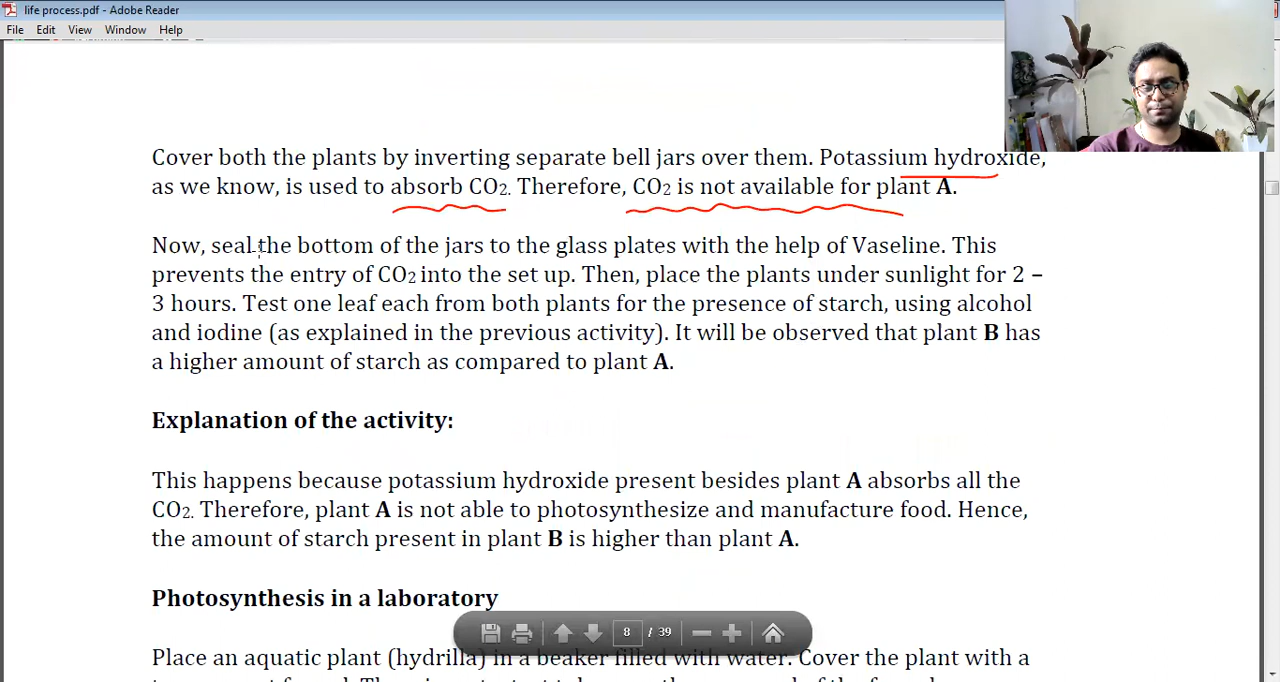 life process.pdf - Adobe Reader
File Edit View Window Help
Cover both the plants by inverting separate bell jars over them. Potassium hydroxide,
as we know, is used to absorb CO2. Therefore, CO2 is not available for plant A.
Now, seal the bottom of the jars to the glass plates with the help of Vaseline. This
prevents the entry of CO2 into the set up. Then, place the plants under sunlight for 2 –
3 hours. Test one leaf each from both plants for the presence of starch, using alcohol
and iodine (as explained in the previous activity). It will be observed that plant B has
a higher amount of starch as compared to plant A.
Explanation of the activity:
This happens because potassium hydroxide present besides plant A absorbs all the
CO2. Therefore, plant A is not able to photosynthesize and manufacture food. Hence,
the amount of starch present in plant B is higher than plant A.
Photosynthesis in a laboratory
8 / 39
Place an aquatic plant (hydrilla) in a beaker filled with water. Cover the plant with a